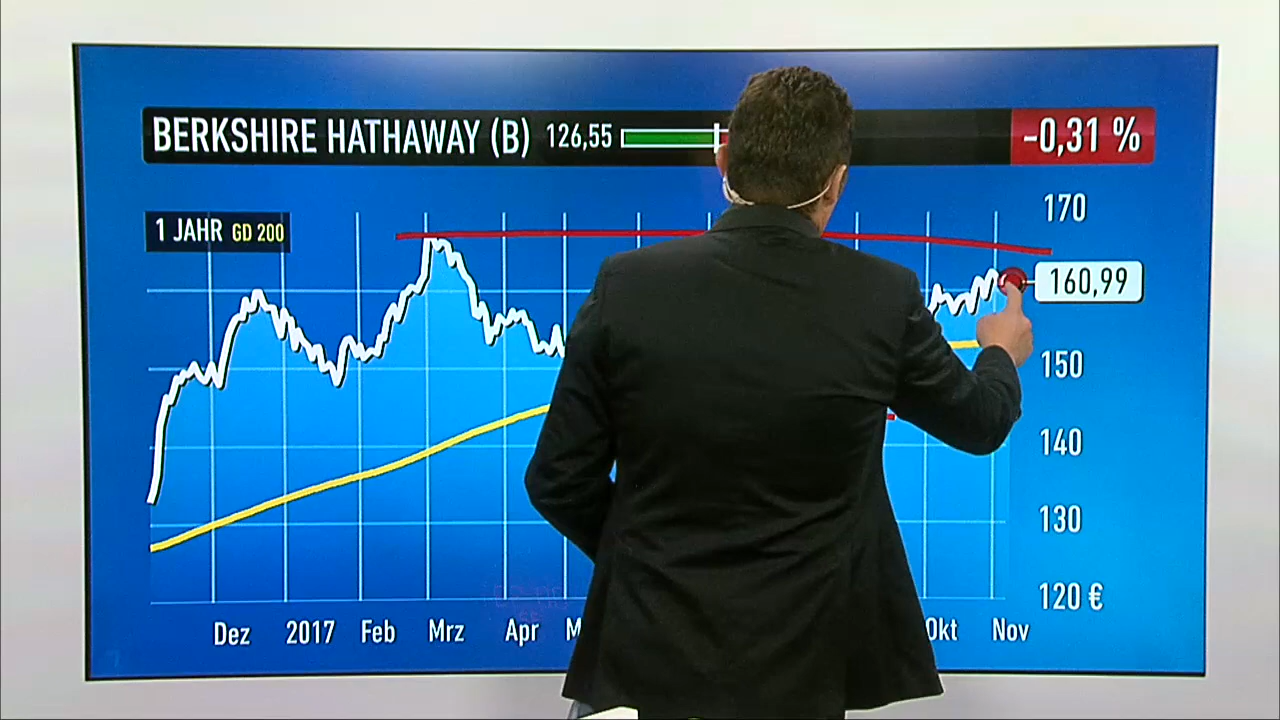 BERKSHIRE HATHAWAY (B) 126,55 -0,31 %
1 JAHR GD 200
170
160,99
150
140
130
120 €
Dez 2017 Feb Mrz Apr M Okt Nov